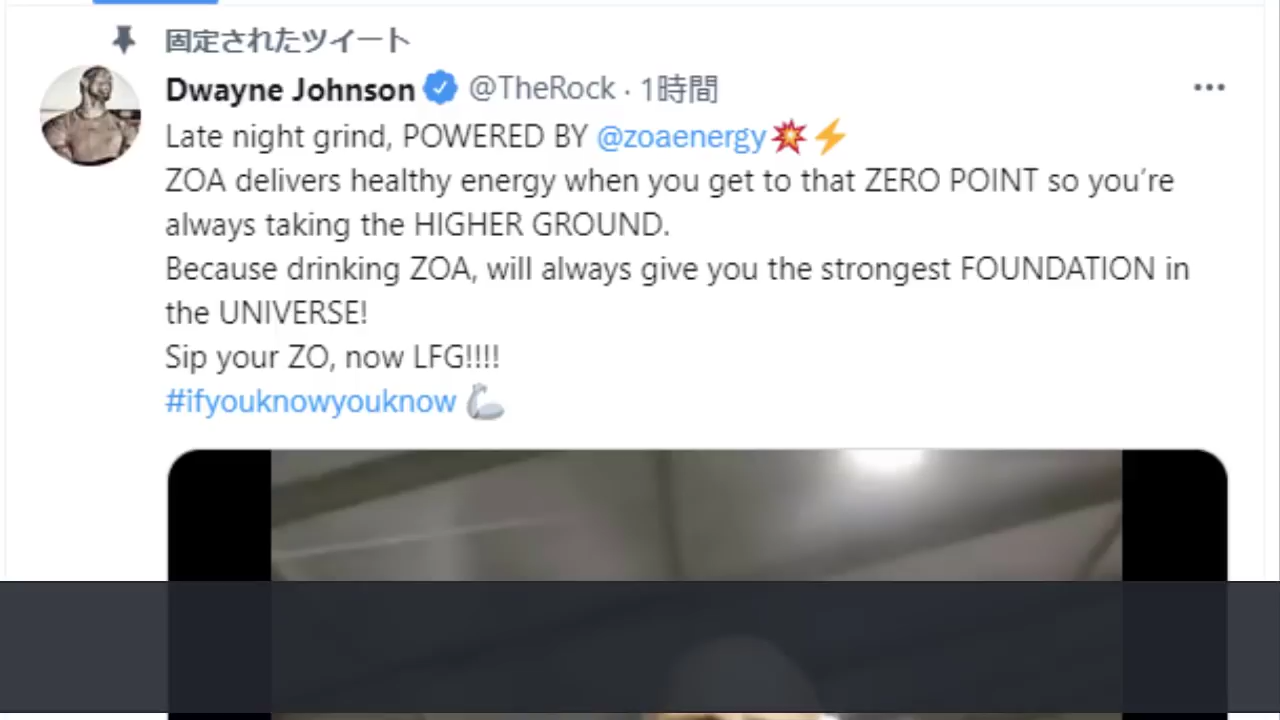 固定されたツイート
Dwayne Johnson @TheRock · 1時間
Late night grind, POWERED BY @zoaenergy💥⚡
ZOA delivers healthy energy when you get to that ZERO POINT so you’re
always taking the HIGHER GROUND.
Because drinking ZOA, will always give you the strongest FOUNDATION in
the UNIVERSE!
Sip your ZO, now LFG!!!!
#ifyouknowyouknow 🦾